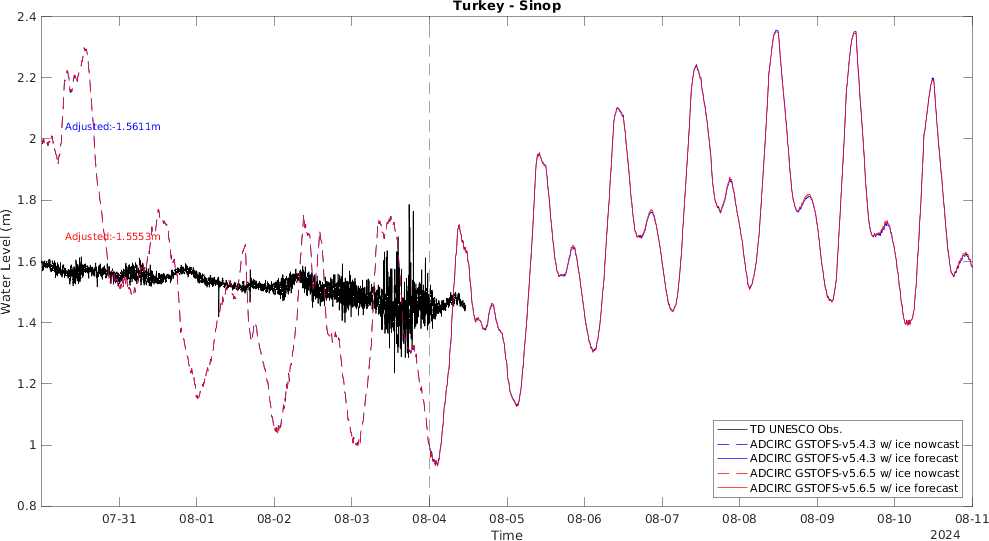 Turkey - Sinop
Water Level (m)
2.4
2.2
2
1.8
1.6
1.4
1.2
1
0.8
Adjusted:-1.5611m
Adjusted:-1.5553m
TD UNESCO Obs.
ADCIRC GSTOFS-v5.4.3 w/ ice nowcast
ADCIRC GSTOFS-v5.4.3 w/ ice forecast
ADCIRC GSTOFS-v5.6.5 w/ ice nowcast
ADCIRC GSTOFS-v5.6.5 w/ ice forecast
07-31 08-01 08-02 08-03 08-04 08-05 08-06 08-07 08-08 08-09 08-10 08-11
Time
2024